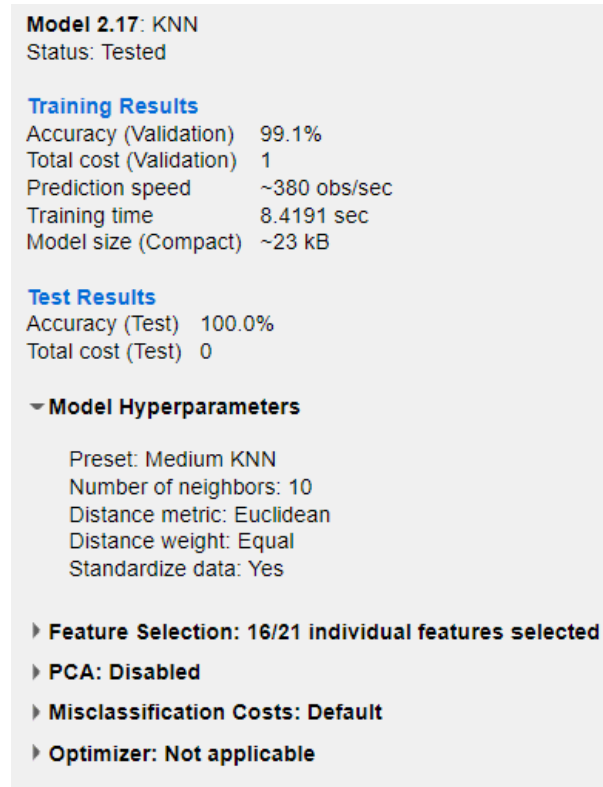 Model 2.17: KNN
Status: Tested
Training Results
Accuracy (Validation) 99.1%
Total cost (Validation) 1
Prediction speed ~380 obs/sec
Training time 8.4191 sec
Model size (Compact) ~23 kB
Test Results
Accuracy (Test) 100.0%
Total cost (Test) 0
Model Hyperparameters
Preset: Medium KNN
Number of neighbors: 10
Distance metric: Euclidean
Distance weight: Equal
Standardize data: Yes
Feature Selection: 16/21 individual features selected
PCA: Disabled
Misclassification Costs: Default
Optimizer: Not applicable